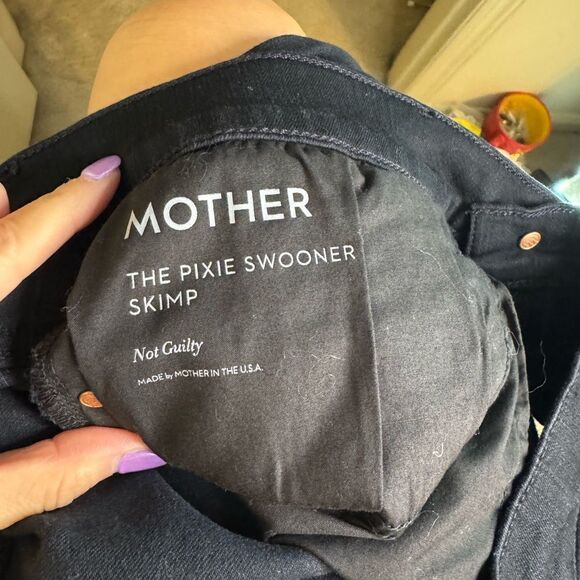 MOTHER
THE PIXIE SWOONER
SKIMP
Not Guilty
MADE by MOTHER IN THE U.S.A.